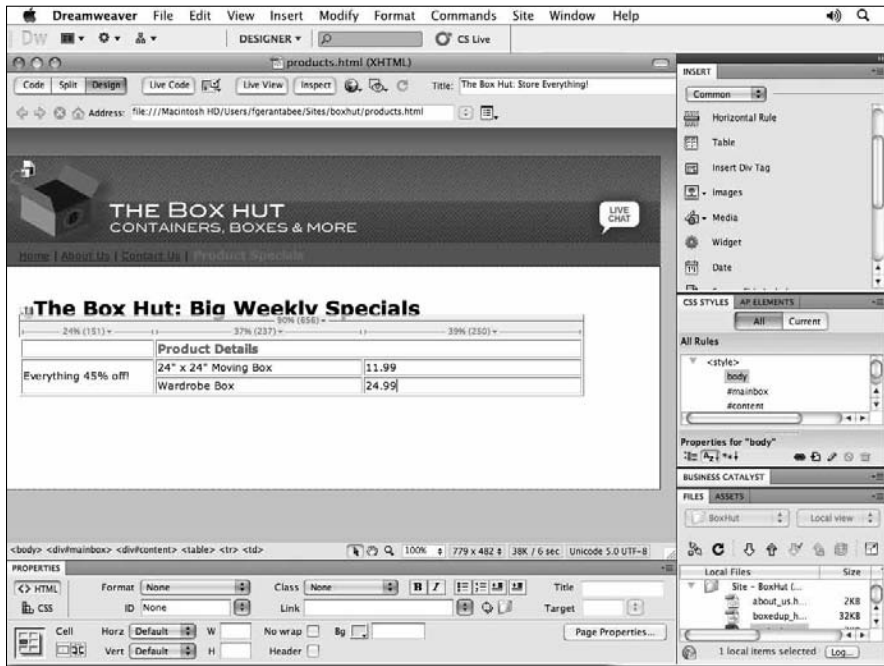 Dreamweaver File Edit View Insert Modify Format Commands Site Window Help
Dw DESIGNER CS Live
products.html (XHTML)
Code Split Design Live Code Live View Inspect Title: The Box Hut: Store Everything!
Address: file:///Macintosh HD/Users/fgerantabee/Sites/boxhut/products.html
THE BOX HUT
CONTAINERS, BOXES & MORE
LIVE
CHAT
Home | About Us | Contact Us | Product Specials
The Box Hut: Big Weekly Specials
90% (656)
24% (151) 37% (237) 39% (250)
Product Details
Everything 45% off!
24" x 24" Moving Box 11.99
Wardrobe Box 24.99
<body> <div#mainbox> <div#content> <table> <tr> <td> 100% 779 x 482 38K / 6 sec Unicode 5.0 UTF-8
PROPERTIES
<> HTML Format None Class None B I Title
CSS ID None Link Target
Cell Horz Default W No wrap Bg Page Properties...
Vert Default H Header
INSERT
Common
Horizontal Rule
Table
Insert Div Tag
Images
Media
Widget
Date
CSS STYLES AP ELEMENTS
All Current
All Rules
<style>
body
#mainbox
#content
Properties for "body"
BUSINESS CATALYST
FILES ASSETS
BoxHut Local view
Local Files Size
Site - BoxHut (...
about_us.h... 2KB
boxedup_h... 32KB
1 local items selected Log...